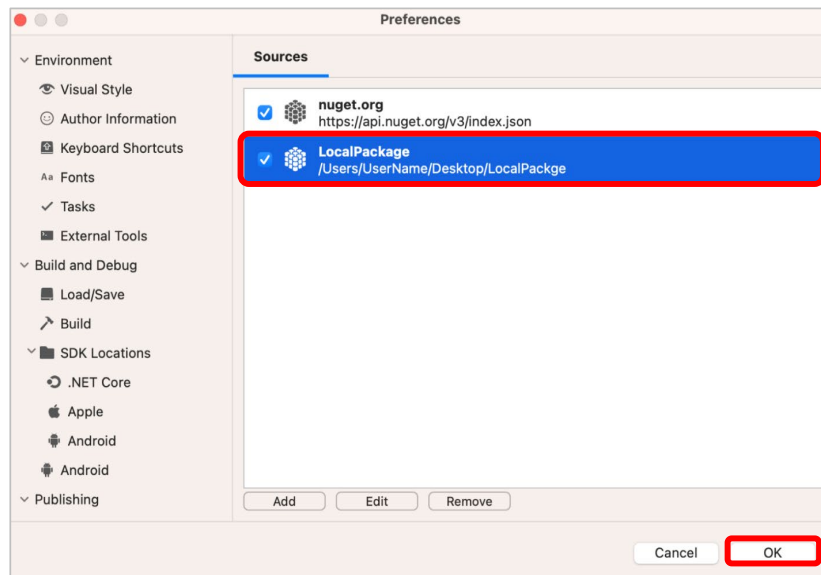 Preferences
Environment
Visual Style
Author Information
Keyboard Shortcuts
Aa Fonts
Tasks
External Tools
Build and Debug
Load/Save
Build
SDK Locations
.NET Core
Apple
Android
Android
Publishing
Sources
nuget.org
https://api.nuget.org/v3/index.json
LocalPackage
/Users/UserName/Desktop/LocalPackge
Add Edit Remove
Cancel OK